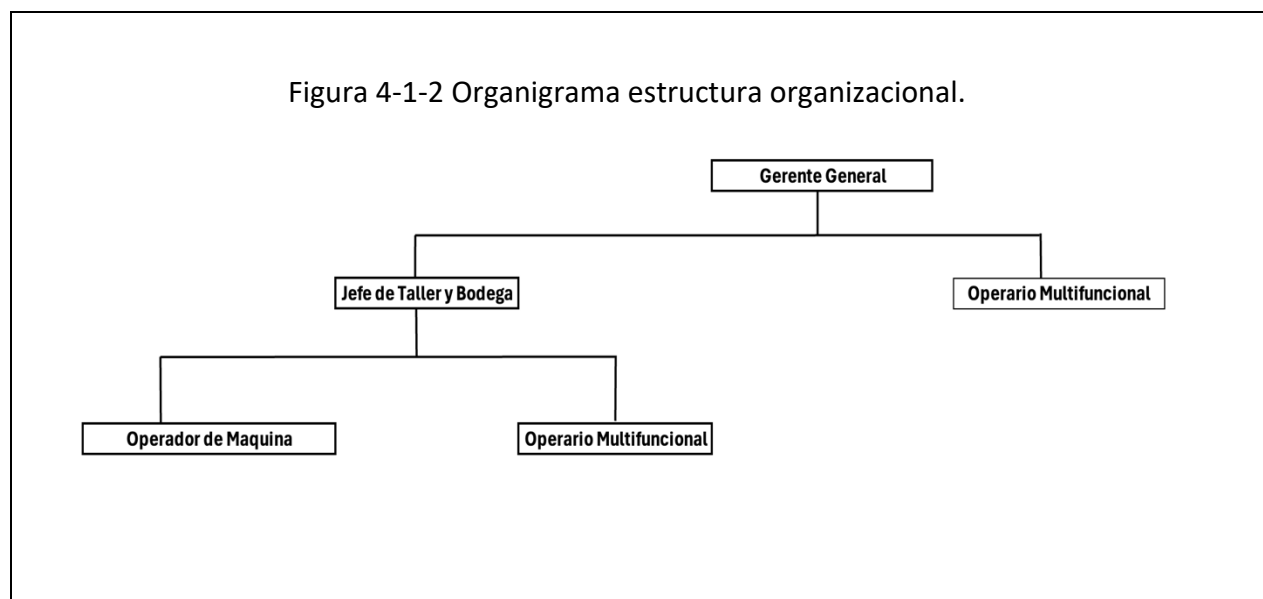 Figura 4-1-2 Organigrama estructura organizacional.
Gerente General
Jefe de Taller y Bodega
Operario Multifuncional
Operador de Maquina
Operario Multifuncional